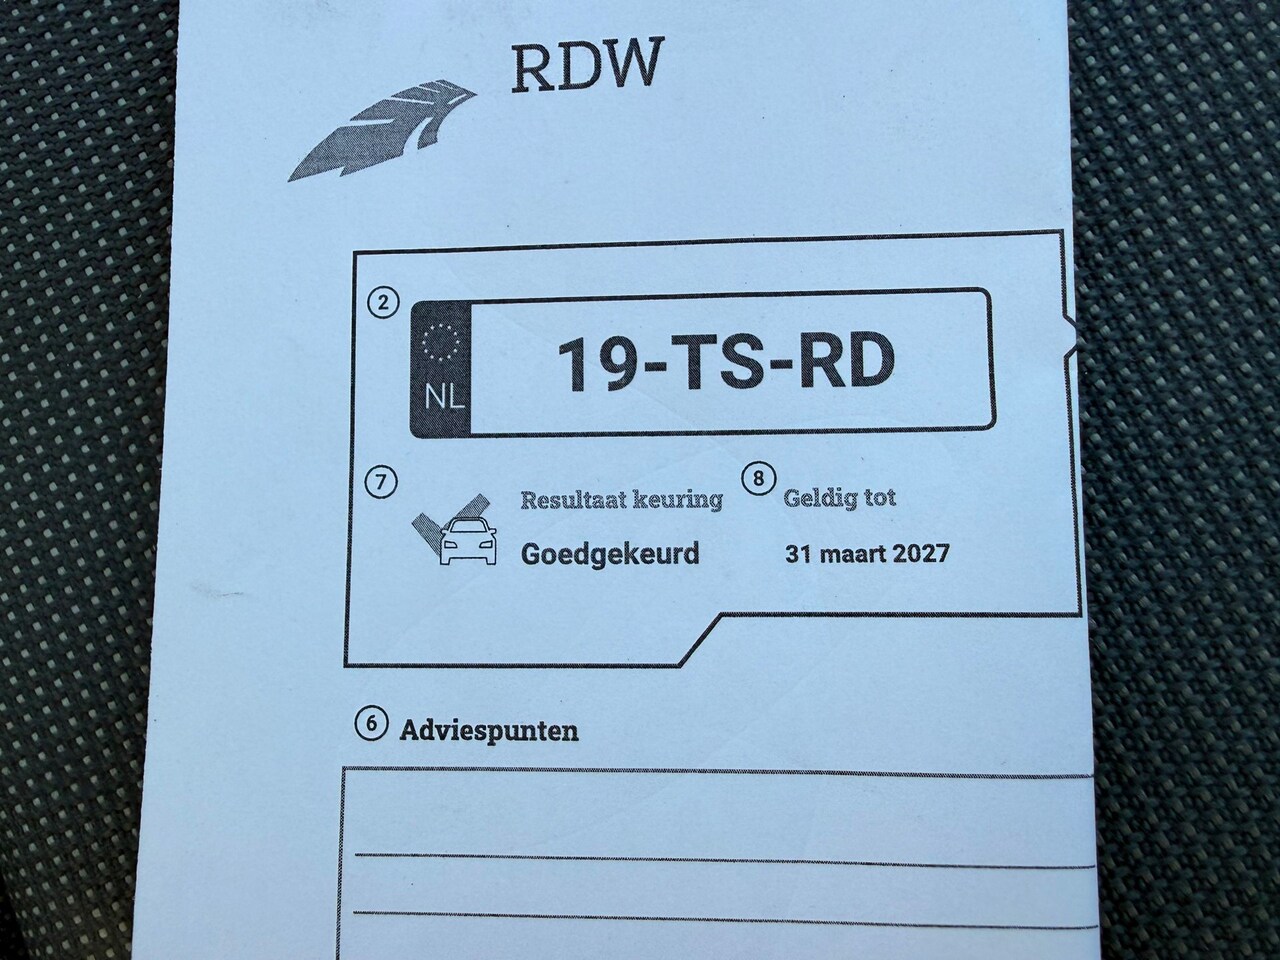 RDW
2
NL
19-TS-RD
7
Resultaat keuring
8
Geldig tot
Goedgekeurd
31 maart 2027
6 Adviespunten